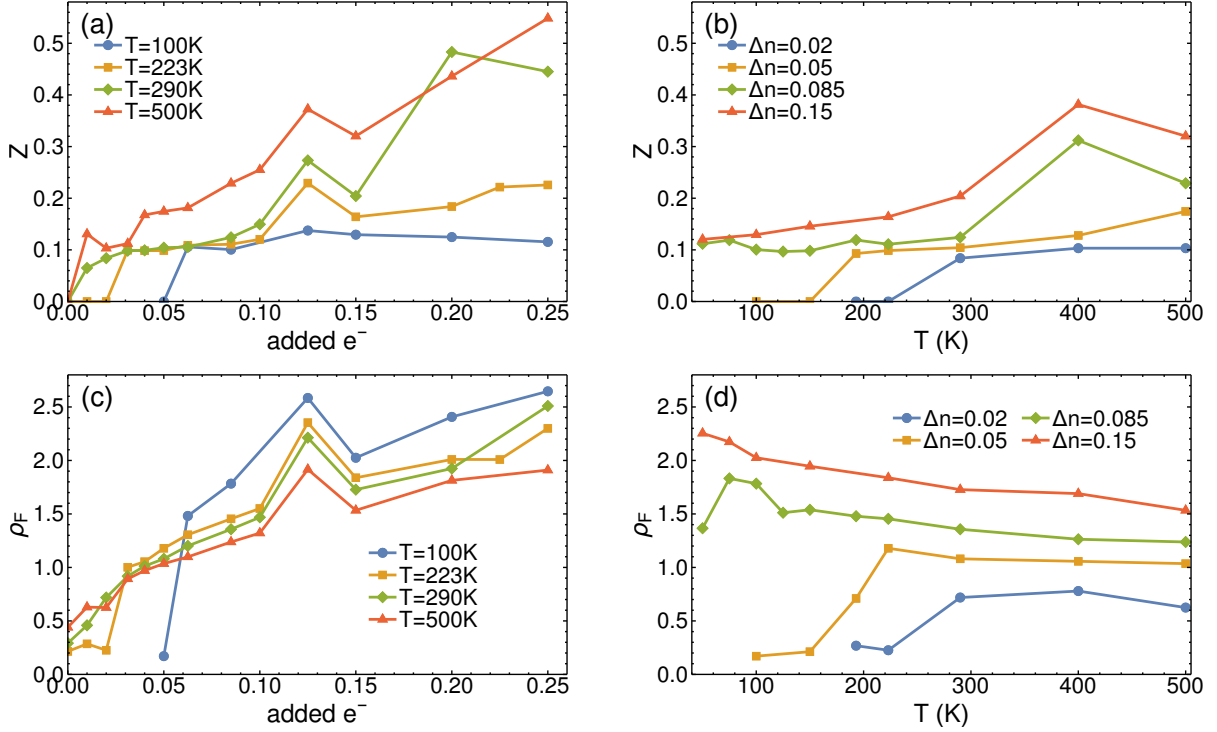 (a)
T=100K
T=223K
T=290K
T=500K
Z
0.5
0.4
0.3
0.2
0.1
0.0
0.00 0.05 0.10 0.15 0.20 0.25
added e⁻
(b)
Δn=0.02
Δn=0.05
Δn=0.085
Δn=0.15
Z
0.5
0.4
0.3
0.2
0.1
0.0
100 200 300 400 500
T (K)
(c)
T=100K
T=223K
T=290K
T=500K
ρF
2.5
2.0
1.5
1.0
0.5
0.0
0.00 0.05 0.10 0.15 0.20 0.25
added e⁻
(d)
Δn=0.02 Δn=0.085
Δn=0.05 Δn=0.15
ρF
2.5
2.0
1.5
1.0
0.5
0.0
100 200 300 400 500
T (K)